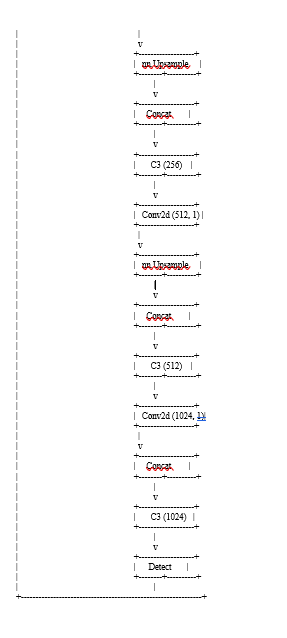 |                    |
                     v
+-------------------+
| nn.Upsample |
+--------+----------+
|
v
+-------------------+
| Concat |
+--------+----------+
|
v
+-------------------+
| C3 (256) |
+--------+----------+
|
v
+-------------------+
| Conv2d (512, 1) |
+-------------------+
|
v
+-------------------+
| nn.Upsample |
+--------+----------+
|
v
+-------------------+
| Concat |
+--------+----------+
|
v
+-------------------+
| C3 (512) |
+--------+----------+
|
v
+-------------------+
| Conv2d (1024, 1)|
+-------------------+
|
v
+-------------------+
| Concat |
+--------+----------+
|
v
+-------------------+
| C3 (1024) |
+--------+----------+
|
v
+-------------------+
| Detect |
+--------+----------+
|
+------------------------------------------------------+